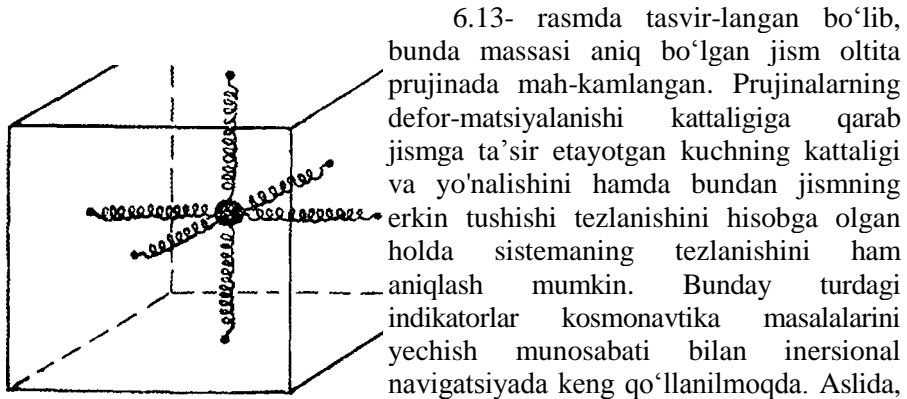 6.13- rasmda tasvir-langan bo‘lib,
bunda massasi aniq bo‘lgan jism oltita
prujinada mah-kamlangan. Prujinalarning
defor-matsiyalanishi kattaligiga qarab
jismga ta’sir etayotgan kuchning kattaligi
va yo'nalishini hamda bundan jismning
erkin tushishi tezlanishini hisobga olgan
holda sistemaning tezlanishini ham
aniqlash mumkin. Bunday turdagi
indikatorlar kosmonavtika masalalarini
yechish munosabati bilan inersional
navigatsiyada keng qo‘llanilmoqda. Aslida,